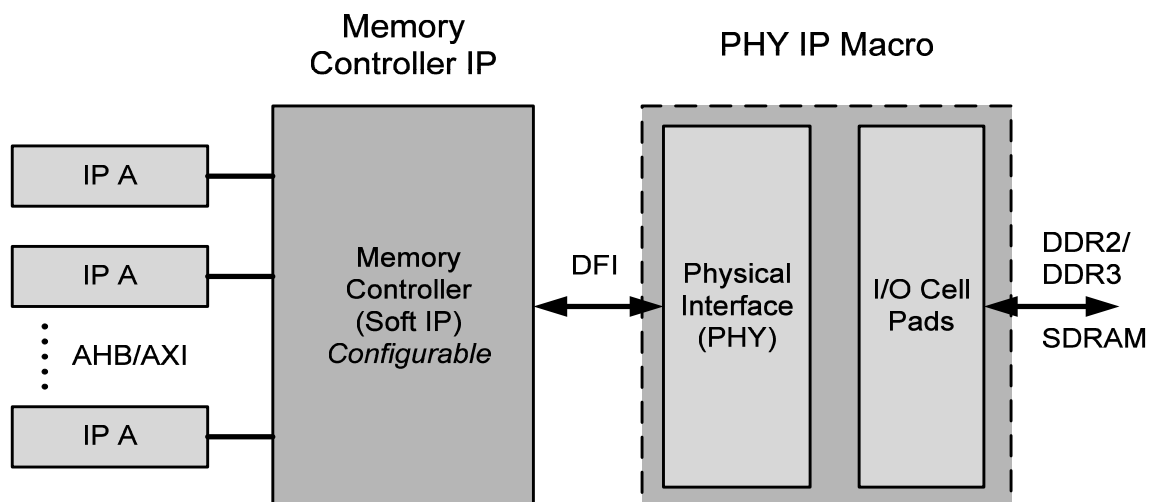 Memory
Controller IP
PHY IP Macro
IP A
IP A
AHB/AXI
IP A
Memory
Controller
(Soft IP)
Configurable
DFI
Physical
Interface
(PHY)
I/O Cell
Pads
DDR2/
DDR3
SDRAM